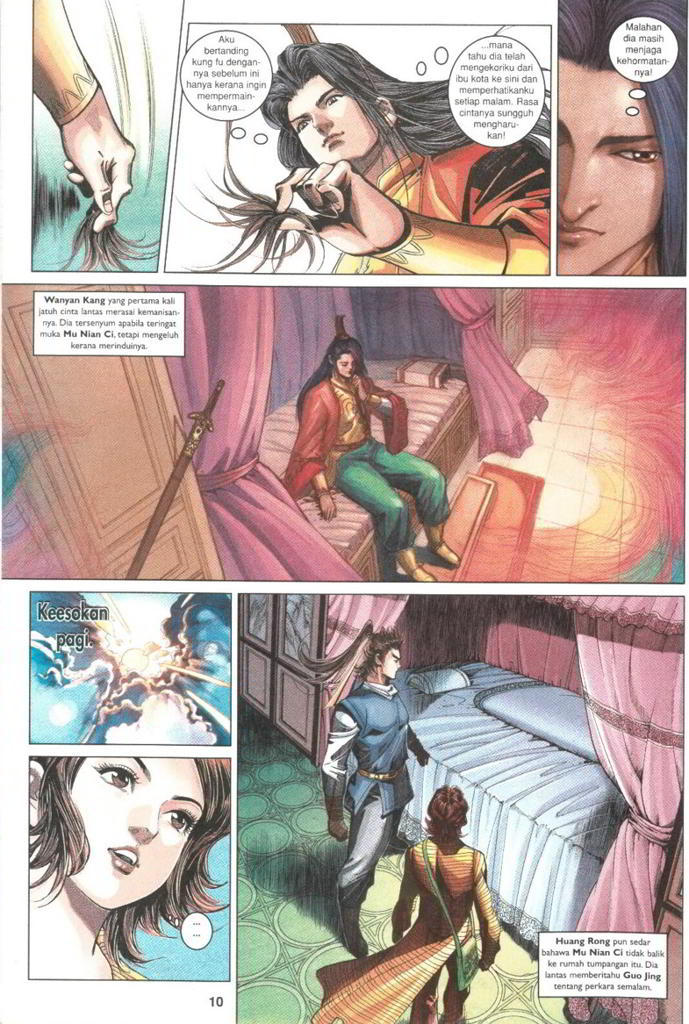 Aku
bertanding
kung fu dengan-
nya sebelum ini
hanya kerana ingin
mempermain-
kannya...
...mana
tahu dia telah
mengekoriku dari
ibu kota ke sini dan
memperhatikanku
setiap malam. Rasa
cintanya sungguh
mengharu-
kan!
Malahan
dia masih
menjaga
kehormatan-
nya!
Wanyan Kang yang pertama kali
jatuh cinta lantas merasai kemanisan-
nya. Dia tersenyum apabila teringat
muka Mu Nian Ci, tetapi mengeluh
kerana merinduinya.
Keesokan
pagi.
...
...
Huang Rong pun sedar
bahawa Mu Nian Ci tidak balik
ke rumah tumpangan itu. Dia
lantas memberitahu Guo Jing
tentang perkara semalam.
10